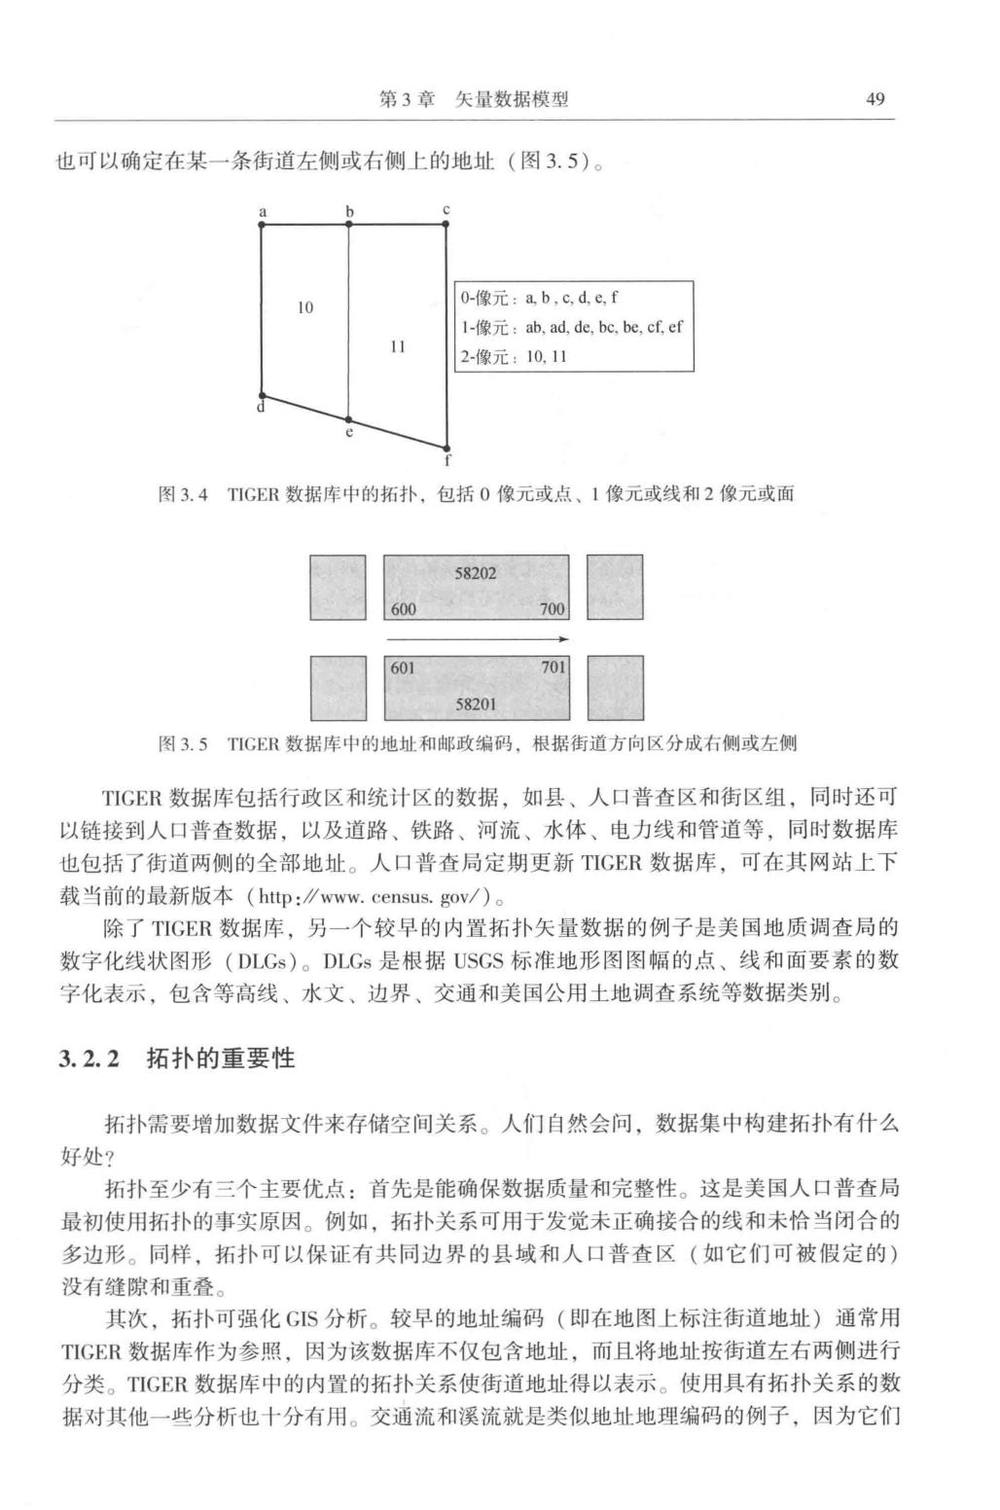 第3章 矢量数据模型 49
也可以确定在某一条街道左侧或右侧上的地址（图3.5）。
a b c
10
11
d
e
f
0-像元：a, b, c, d, e, f
1-像元：ab, ad, de, bc, be, cf, ef
2-像元：10, 11
图3.4 TIGER 数据库中的拓扑，包括0像元或点、1像元或线和2像元或面
58202
600 700
601 701
58201
图3.5 TIGER 数据库中的地址和邮政编码，根据街道方向区分成右侧或左侧
TIGER 数据库包括行政区和统计区的数据，如县、人口普查区和街区组，同时还可
以链接到人口普查数据，以及道路、铁路、河流、水体、电力线和管道等，同时数据库
也包括了街道两侧的全部地址。人口普查局定期更新 TIGER 数据库，可在其网站上下
载当前的最新版本（http://www. census. gov/）。
除了 TIGER 数据库，另一个较早的内置拓扑矢量数据的例子是美国地质调查局的
数字化线状图形（DLGs）。DLGs 是根据 USGS 标准地形图图幅的点、线和面要素的数
字化表示，包含等高线、水文、边界、交通和美国公用土地调查系统等数据类别。
3.2.2 拓扑的重要性
拓扑需要增加数据文件来存储空间关系。人们自然会问，数据集中构建拓扑有什么
好处？
拓扑至少有三个主要优点：首先是能确保数据质量和完整性。这是美国人口普查局
最初使用拓扑的事实原因。例如，拓扑关系可用于发觉未正确接合的线和未恰当闭合的
多边形。同样，拓扑可以保证有共同边界的县域和人口普查区（如它们可被假定的）
没有缝隙和重叠。
其次，拓扑可强化 GIS 分析。较早的地址编码（即在地图上标注街道地址）通常用
TIGER 数据库作为参照，因为该数据库不仅包含地址，而且将地址按街道左右两侧进行
分类。TIGER 数据库中的内置的拓扑关系使街道地址得以表示。使用具有拓扑关系的数
据对其他一些分析也十分有用。交通流和溪流就是类似地址地理编码的例子，因为它们